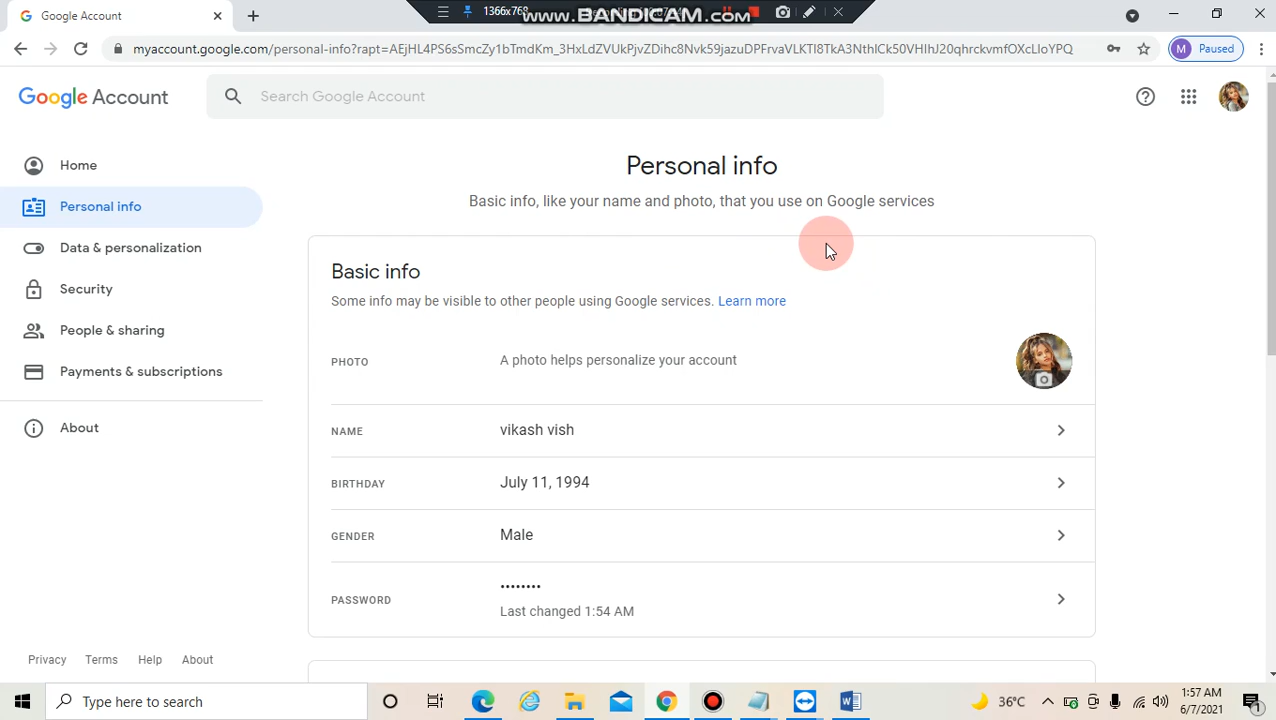 Google Account
1366x768
www.BANDICAM.com
myaccount.google.com/personal-info?rapt=AEjHL4PS6sSmcZy1bTmdKm_3HxLdZVUkPjvZDihc8Nvk59jazuDPFrvaVLKTl8TkA3NthlCk50VHIhJ20qhrckvmfOXcLIoYPQ
M
Paused
Google Account
Search Google Account
Home
Personal info
Data & personalization
Security
People & sharing
Payments & subscriptions
About
Personal info
Basic info, like your name and photo, that you use on Google services
Basic info
Some info may be visible to other people using Google services. Learn more
PHOTO
A photo helps personalize your account
NAME
vikash vish
BIRTHDAY
July 11, 1994
GENDER
Male
PASSWORD
••••••••
Last changed 1:54 AM
Privacy
Terms
Help
About
Type here to search
36°C
1:57 AM
6/7/2021